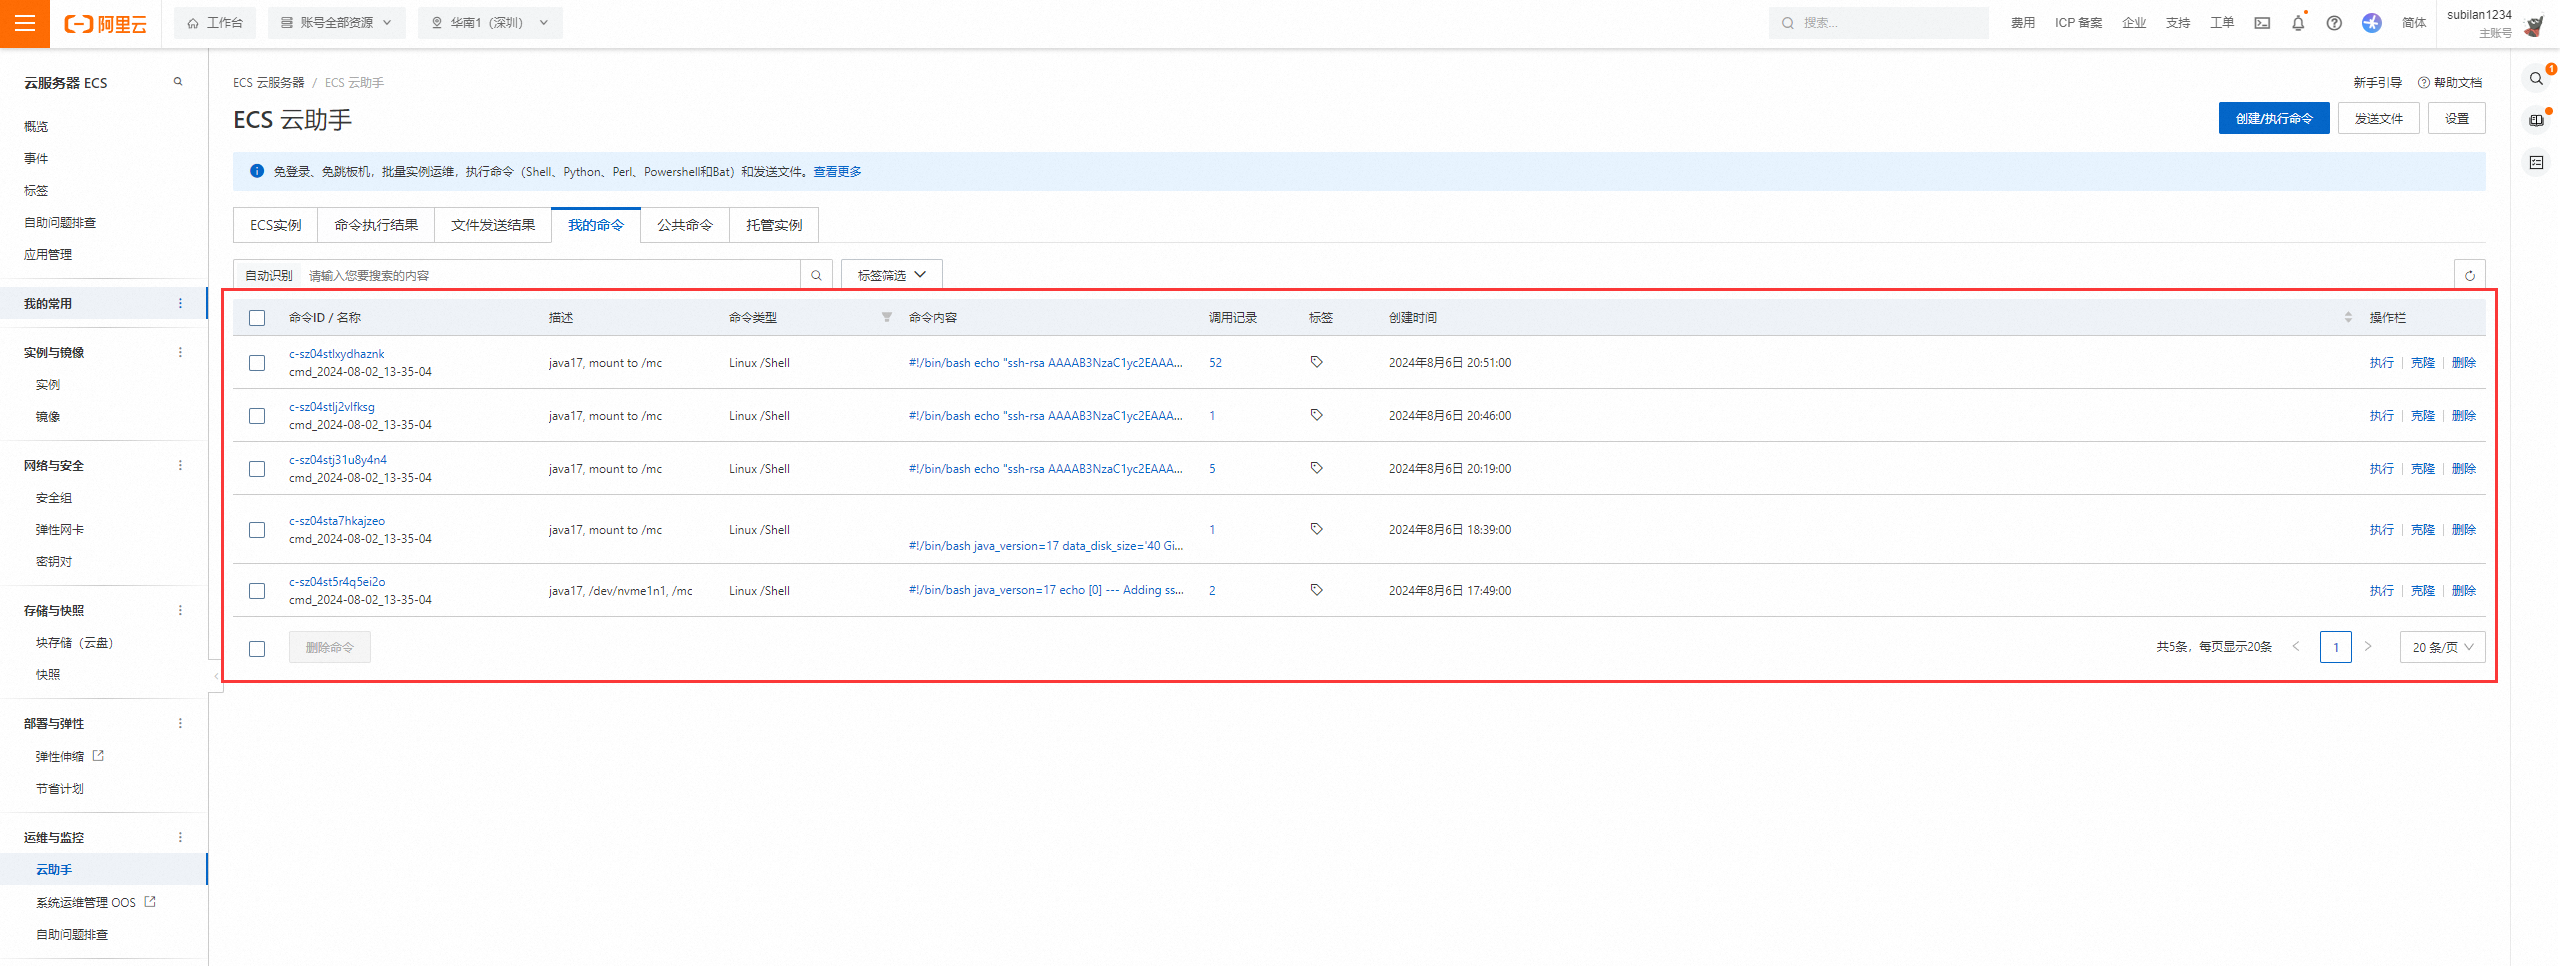 阿里云
工作台
账号全部资源
华南1（深圳）
搜索...
费用
ICP 备案
企业
支持
工单
简体
subilan1234
主账号
云服务器 ECS
概览
事件
标签
自助问题排查
应用管理
我的常用
实例与镜像
实例
镜像
网络与安全
安全组
弹性网卡
密钥对
存储与快照
块存储（云盘）
快照
部署与弹性
弹性伸缩
节省计划
运维与监控
云助手
系统运维管理 OOS
自助问题排查
ECS 云服务器 / ECS 云助手
新手引导
帮助文档
ECS 云助手
创建/执行命令
发送文件
设置
免登录、免跳板机，批量实例运维，执行命令（Shell、Python、Perl、Powershell和Bat）和发送文件。查看更多
ECS实例
命令执行结果
文件发送结果
我的命令
公共命令
托管实例
自动识别
请输入您要搜索的内容
标签筛选
命令ID / 名称 描述 命令类型 命令内容 调用记录 标签 创建时间 操作栏
c-sz04stlxydhaznk
cmd_2024-08-02_13-35-04
java17, mount to /mc Linux /Shell #!/bin/bash echo "ssh-rsa AAAAB3NzaC1yc2EAAA... 52 2024年8月6日 20:51:00 执行 克隆 删除
c-sz04stlj2vlfksg
cmd_2024-08-02_13-35-04
java17, mount to /mc Linux /Shell #!/bin/bash echo "ssh-rsa AAAAB3NzaC1yc2EAAA... 1 2024年8月6日 20:46:00 执行 克隆 删除
c-sz04stj31u8y4n4
cmd_2024-08-02_13-35-04
java17, mount to /mc Linux /Shell #!/bin/bash echo "ssh-rsa AAAAB3NzaC1yc2EAAA... 5 2024年8月6日 20:19:00 执行 克隆 删除
c-sz04sta7hkajzeo
cmd_2024-08-02_13-35-04
java17, mount to /mc Linux /Shell #!/bin/bash java_version=17 data_disk_size='40 Gi... 1 2024年8月6日 18:39:00 执行 克隆 删除
c-sz04st5r4q5ei2o
cmd_2024-08-02_13-35-04
java17, /dev/nvme1n1, /mc Linux /Shell #!/bin/bash java_verson=17 echo [0] --- Adding ss... 2 2024年8月6日 17:49:00 执行 克隆 删除
删除命令
共5条，每页显示20条
1
20 条/页
1